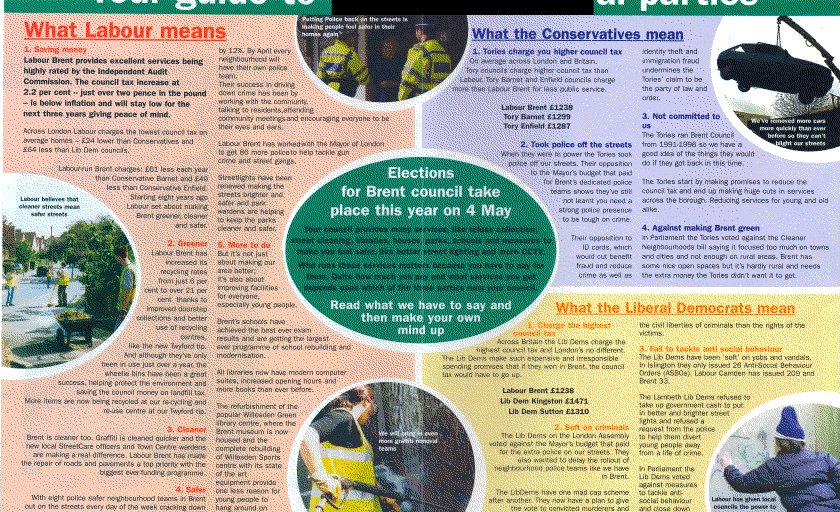 Your guide to
al parties
What Labour means
1. Saving money
Labour Brent provides excellent services being
highly rated by the Independent Audit
Commission. The council tax increase at
2.2 per cent – just over two pence in the pound
– is below inflation and will stay low for the
next three years giving peace of mind.
Across London Labour charges the lowest council tax on
average homes – £24 lower than Conservatives and
£64 less than Lib Dem councils.
Labour-run Brent charges: £61 less each year
than Conservative Barnet and £49
less than Conservative Enfield.
Starting eight years ago
Labour set about making
Brent greener, cleaner
and safer.
Labour believes that
cleaner streets mean
safer streets
2. Greener
Labour Brent has
increased its
recycling rates
from just 6 per
cent to over 21 per
cent thanks to
improved doorstep
collections and better
use of recycling
centres,
like the new Twyford tip.
And although they've only
been in use just over a year, the
wheelie bins have been a great
success, helping protect the environment and
saving the council money on landfill tax.
More items are now being recycled at our re-cycling and
re-use centre at our Twyford tip.
3. Cleaner
Brent is cleaner too. Graffiti is cleaned quicker and the
new local StreetCare officers and Town Centre wardens
are making a real difference. Labour Brent has made
the repair of roads and pavements a top priority with the
biggest ever funding programme.
4. Safer
With eight police safer neighbourhood teams in Brent
out on the streets every day of the week cracking down
by 12%. By April every
neighbourhood will
have their own police
team.
Their success in driving
down crime has been by
working with the community,
talking to residents, attending
community meetings and encouraging everyone to be
their eyes and ears.
Labour Brent has worked with the Mayor of London
to get 86 more police to help tackle gun
crime and street gangs.
Streetlights have been
renewed making the
streets brighter and
safer and park
wardens are helping
to keep the parks
cleaner and safer.
5. More to do
But it's not just
about making our
area better;
it's also about
improving facilities
for everyone,
especially young people.
Brent's schools have
achieved the best ever exam
results and are getting the largest
ever programme of school rebuilding and
modernisation.
All libraries now have modern computer
suites, increased opening hours and
more books than ever before.
The refurbishment of the
popular Willesden Green
library centre, where the
Brent museum is now
housed and the
complete rebuilding
of Willesden Sports
centre with its state
of the art
equipment provide
one less reason for
young people to
hang around on
Putting Police back on the streets is
making people feel safer in their
homes again"
Elections
for Brent council take
place this year on 4 May
Your council provides many services, like refuse collection,
street cleaning, libraries, houses, parks, schools and measures to
make you feel safe, like better street lighting and more CCTV.
Who runs these services matters because you have to pay for
them. Quite how much you pay and what services you get
depends upon which of the three parties runs your council.
Read what we have to say and
then make your own
mind up
We will bring in even
more graffiti removal
teams
What the Conservatives mean
1. Tories charge you higher council tax
On average across London and Britain,
Tory councils charge higher council tax than
Labour. Tory Barnet and Enfield councils charge
more than Labour Brent for less public service.
Labour Brent £1238
Tory Barnet £1299
Tory Enfield £1287
2. Took police off the streets
When they were in power the Tories took
police off our streets. Their opposition
to the Mayor's budget that paid
for Brent's dedicated police
teams shows they've still
not learnt you need a
strong police presence
to be tough on crime.
Their opposition to
ID cards, which
would cut benefit
fraud and reduce
crime as well as
identity theft and
immigration fraud
undermines the
Tories' claim to be
the party of law and
order.
3. Not committed to
us
The Tories ran Brent Council
from 1991-1996 so we have a
good idea of the things they would
do if they got back in this time.
The Tories start by making promises to reduce the
council tax and end up making huge cuts in services
across the borough. Reducing services for young and old
alike.
4. Against making Brent green
In Parliament the Tories voted against the Cleaner
Neighbourhoods bill saying it focused too much on towns
and cities and not enough on rural areas. Brent has
some nice open spaces but it's hardly rural and needs
the extra money the Tories didn't want it to get.
We've removed more cars
more quickly than ever
before so they can't
blight our streets
What the Liberal Democrats mean
1. Charge the highest
council tax
Across Britain the Lib Dems charge the
highest council tax and London's no different.
The Lib Dems make such expensive and irresponsible
spending promises that if they won in Brent, the council
tax would have to go up.
Labour Brent £1238
Lib Dem Kingston £1471
Lib Dem Sutton £1310
2. Soft on criminals
The Lib Dems on the London Assembly
voted against the Mayor's budget that paid
for the extra police on our streets. They
also wanted to delay the rollout of
neighbourhood police teams like we have
in Brent.
The LibDems have one mad cap scheme
after another. They now have a plan to give
the vote to convicted murderers and
the civil liberties of criminals than the rights of the
victims.
3. Fail to tackle anti social behaviour
The Lib Dems have been 'soft' on yobs and vandals.
In Islington they only issued 26 Anti-Social Behaviour
Orders (ASBOs). Labour Camden has issued 209 and
Brent 33.
The Lambeth Lib Dems refused to
take up government cash to put
in better and brighter street
lights and refused a
request from the police
to help them divert
young people away
from a life of crime.
In Parliament the
Lib Dems voted
against measures
to tackle anti-
social behaviour
and close down
Labour has given local
councils the power to